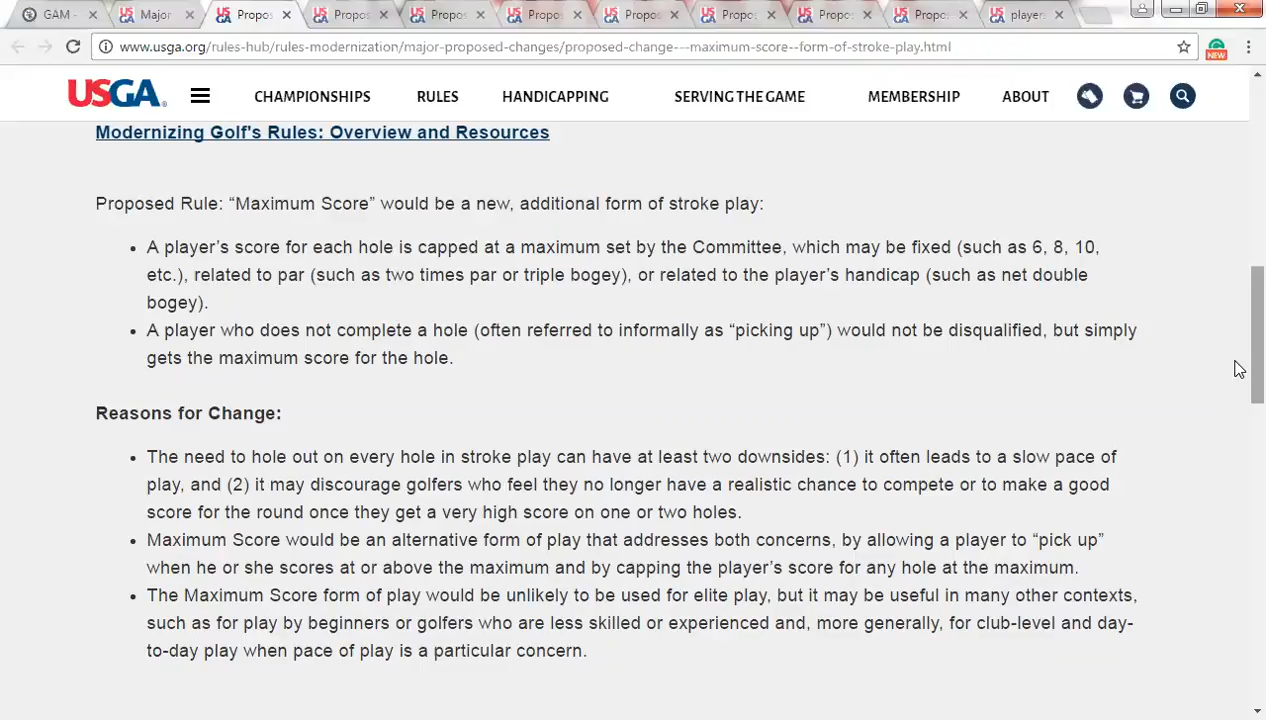 GAM -
Major
Propos
Propos
Propos
Propos
Propos
Propos
Propos
Propos
players
www.usga.org/rules-hub/rules-modernization/major-proposed-changes/proposed-change---maximum-score--form-of-stroke-play.html
NEW
USGA
CHAMPIONSHIPS RULES HANDICAPPING SERVING THE GAME MEMBERSHIP ABOUT
Modernizing Golf's Rules: Overview and Resources
Proposed Rule: “Maximum Score” would be a new, additional form of stroke play:
• A player’s score for each hole is capped at a maximum set by the Committee, which may be fixed (such as 6, 8, 10,
etc.), related to par (such as two times par or triple bogey), or related to the player’s handicap (such as net double
bogey).
• A player who does not complete a hole (often referred to informally as “picking up”) would not be disqualified, but simply
gets the maximum score for the hole.
Reasons for Change:
• The need to hole out on every hole in stroke play can have at least two downsides: (1) it often leads to a slow pace of
play, and (2) it may discourage golfers who feel they no longer have a realistic chance to compete or to make a good
score for the round once they get a very high score on one or two holes.
• Maximum Score would be an alternative form of play that addresses both concerns, by allowing a player to “pick up”
when he or she scores at or above the maximum and by capping the player’s score for any hole at the maximum.
• The Maximum Score form of play would be unlikely to be used for elite play, but it may be useful in many other contexts,
such as for play by beginners or golfers who are less skilled or experienced and, more generally, for club-level and day-
to-day play when pace of play is a particular concern.